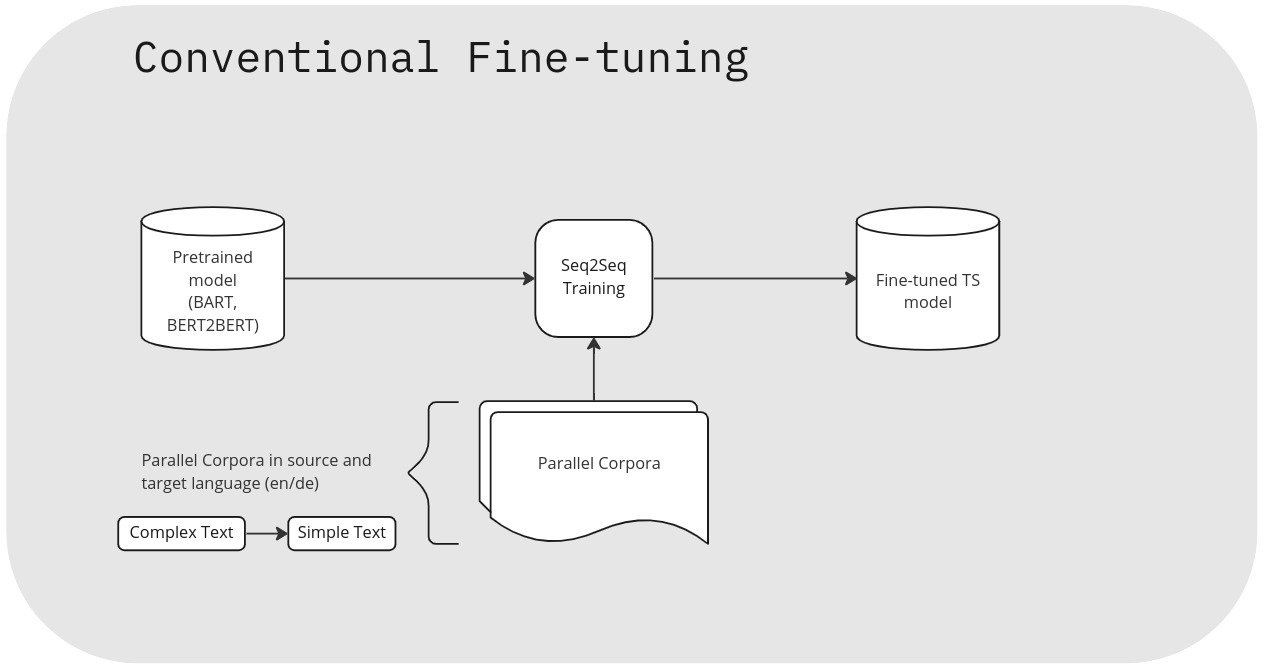 Conventional Fine-tuning
Pretrained
model
(BART,
BERT2BERT)
Seq2Seq
Training
Fine-tuned TS
model
Parallel Corpora
Parallel Corpora in source and
target language (en/de)
Complex Text
Simple Text